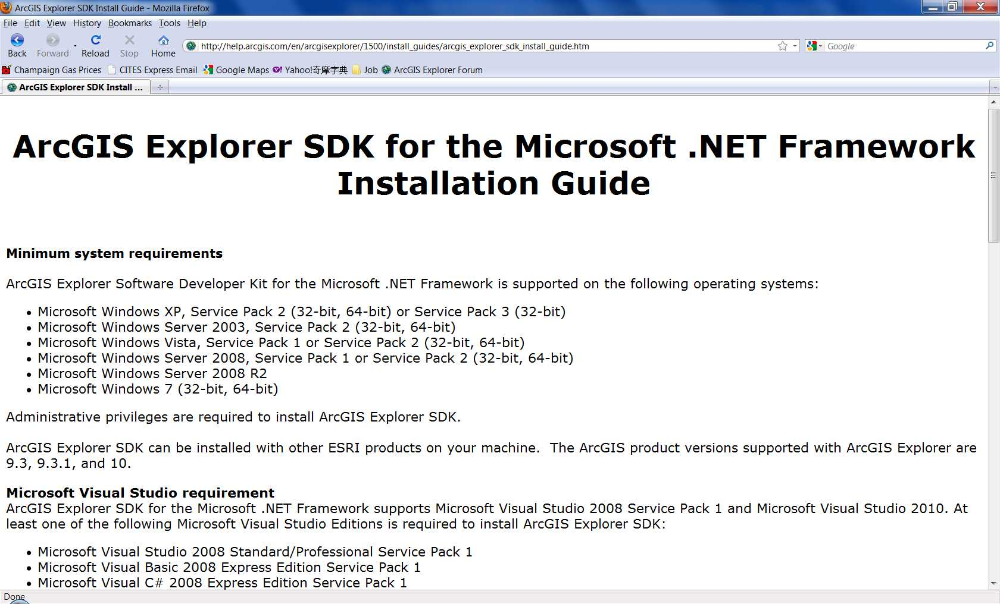 ArcGIS Explorer SDK Install Guide - Mozilla Firefox
File Edit View History Bookmarks Tools Help
Back Forward Reload Stop Home
http://help.arcgis.com/en/arcgisexplorer/1500/install_guides/arcgis_explorer_sdk_install_guide.htm
Google
Champaign Gas Prices CITES Express Email Google Maps Yahoo!奇摩字典 Job ArcGIS Explorer Forum
ArcGIS Explorer SDK Install ...
ArcGIS Explorer SDK for the Microsoft .NET Framework
Installation Guide
Minimum system requirements
ArcGIS Explorer Software Developer Kit for the Microsoft .NET Framework is supported on the following operating systems:
• Microsoft Windows XP, Service Pack 2 (32-bit, 64-bit) or Service Pack 3 (32-bit)
• Microsoft Windows Server 2003, Service Pack 2 (32-bit, 64-bit)
• Microsoft Windows Vista, Service Pack 1 or Service Pack 2 (32-bit, 64-bit)
• Microsoft Windows Server 2008, Service Pack 1 or Service Pack 2 (32-bit, 64-bit)
• Microsoft Windows Server 2008 R2
• Microsoft Windows 7 (32-bit, 64-bit)
Administrative privileges are required to install ArcGIS Explorer SDK.
ArcGIS Explorer SDK can be installed with other ESRI products on your machine.  The ArcGIS product versions supported with ArcGIS Explorer are
9.3, 9.3.1, and 10.
Microsoft Visual Studio requirement
ArcGIS Explorer SDK for the Microsoft .NET Framework supports Microsoft Visual Studio 2008 Service Pack 1 and Microsoft Visual Studio 2010. At
least one of the following Microsoft Visual Studio Editions is required to install ArcGIS Explorer SDK:
• Microsoft Visual Studio 2008 Standard/Professional Service Pack 1
• Microsoft Visual Basic 2008 Express Edition Service Pack 1
• Microsoft Visual C# 2008 Express Edition Service Pack 1
Done